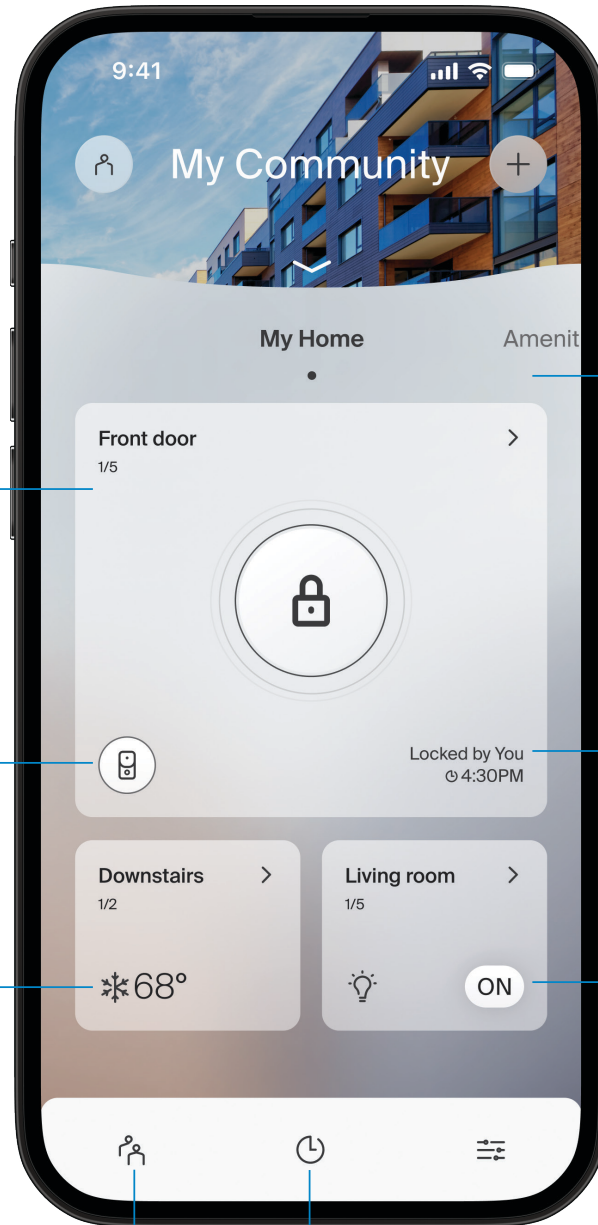 9:41
My Community
My Home
Amenit
Front door
1/5
Locked by You
4:30PM
Downstairs
1/2
68°
Living room
1/5
ON